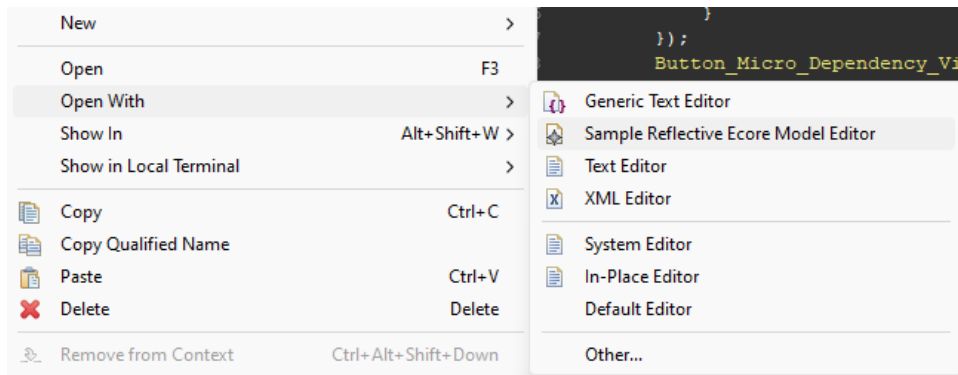 New
Open F3
Open With
Show In Alt+Shift+W
Show in Local Terminal
Copy Ctrl+C
Copy Qualified Name
Paste Ctrl+V
Delete Delete
Remove from Context Ctrl+Alt+Shift+Down
}
});
Button_Micro_Dependency_Vi
Generic Text Editor
Sample Reflective Ecore Model Editor
Text Editor
XML Editor
System Editor
In-Place Editor
Default Editor
Other...